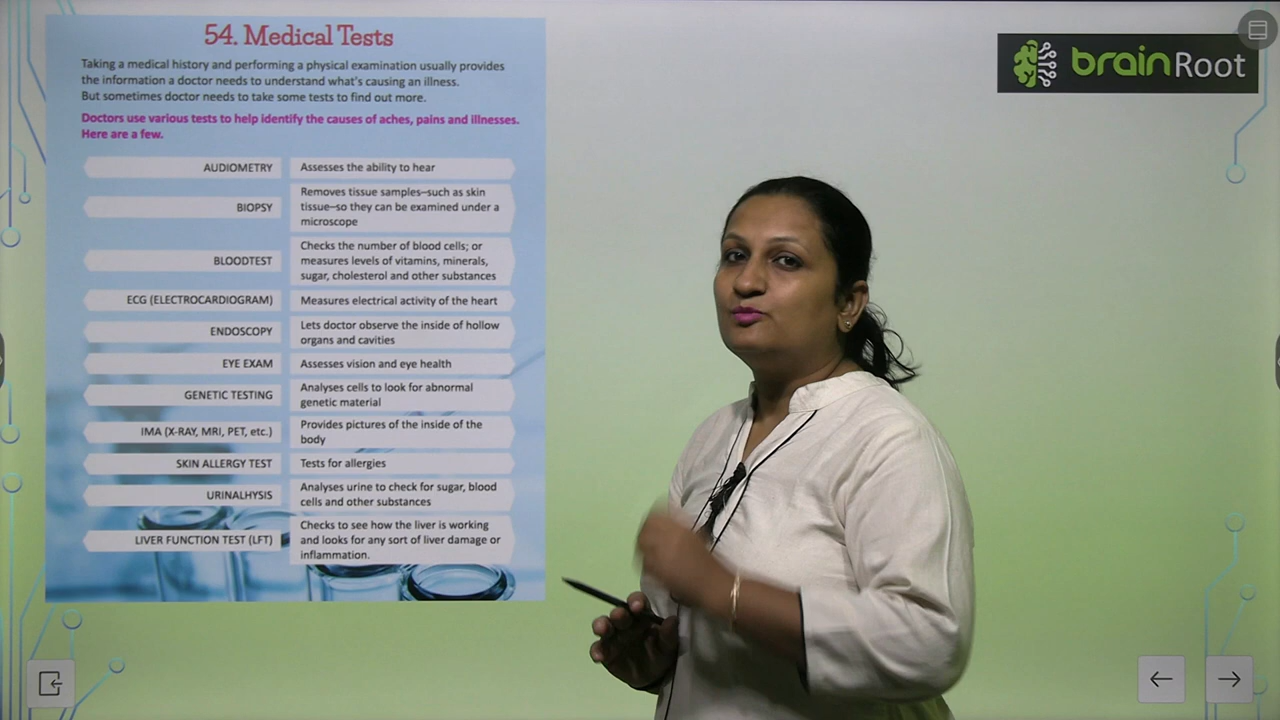 54. Medical Tests
brainRoot
Taking a medical history and performing a physical examination usually provides
the information a doctor needs to understand what's causing an illness.
But sometimes doctor needs to take some tests to find out more.
Doctors use various tests to help identify the causes of aches, pains and illnesses.
Here are a few.
AUDIOMETRY
Assesses the ability to hear
BIOPSY
Removes tissue samples–such as skin
tissue–so they can be examined under a
microscope
BLOODTEST
Checks the number of blood cells; or
measures levels of vitamins, minerals,
sugar, cholesterol and other substances
ECG (ELECTROCARDIOGRAM)
Measures electrical activity of the heart
ENDOSCOPY
Lets doctor observe the inside of hollow
organs and cavities
EYE EXAM
Assesses vision and eye health
GENETIC TESTING
Analyses cells to look for abnormal
genetic material
IMA (X-RAY, MRI, PET, etc.)
Provides pictures of the inside of the
body
SKIN ALLERGY TEST
Tests for allergies
URINALHYSIS
Analyses urine to check for sugar, blood
cells and other substances
LIVER FUNCTION TEST (LFT)
Checks to see how the liver is working
and looks for any sort of liver damage or
inflammation.